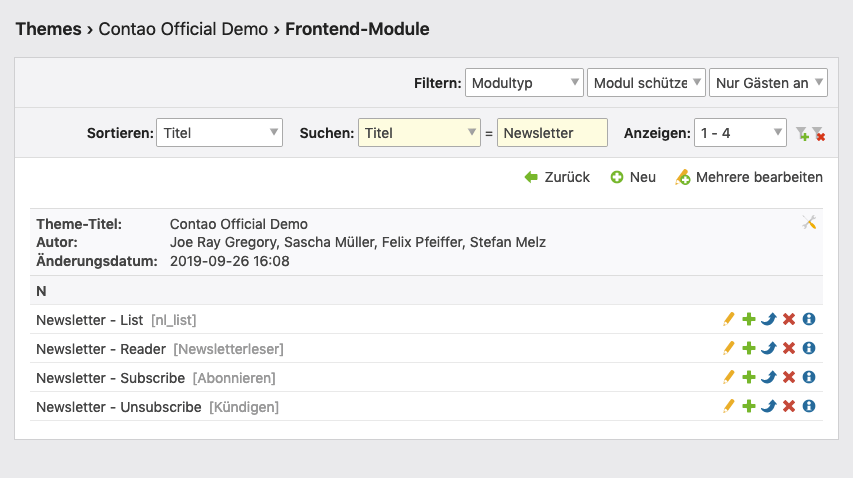 Themes › Contao Official Demo › Frontend-Module
Filtern: Modultyp Modul schütze Nur Gästen an
Sortieren: Titel Suchen: Titel = Newsletter Anzeigen: 1 - 4
Zurück Neu Mehrere bearbeiten
Theme-Titel: Contao Official Demo
Autor: Joe Ray Gregory, Sascha Müller, Felix Pfeiffer, Stefan Melz
Änderungsdatum: 2019-09-26 16:08
N
Newsletter - List [nl_list]
Newsletter - Reader [Newsletterleser]
Newsletter - Subscribe [Abonnieren]
Newsletter - Unsubscribe [Kündigen]